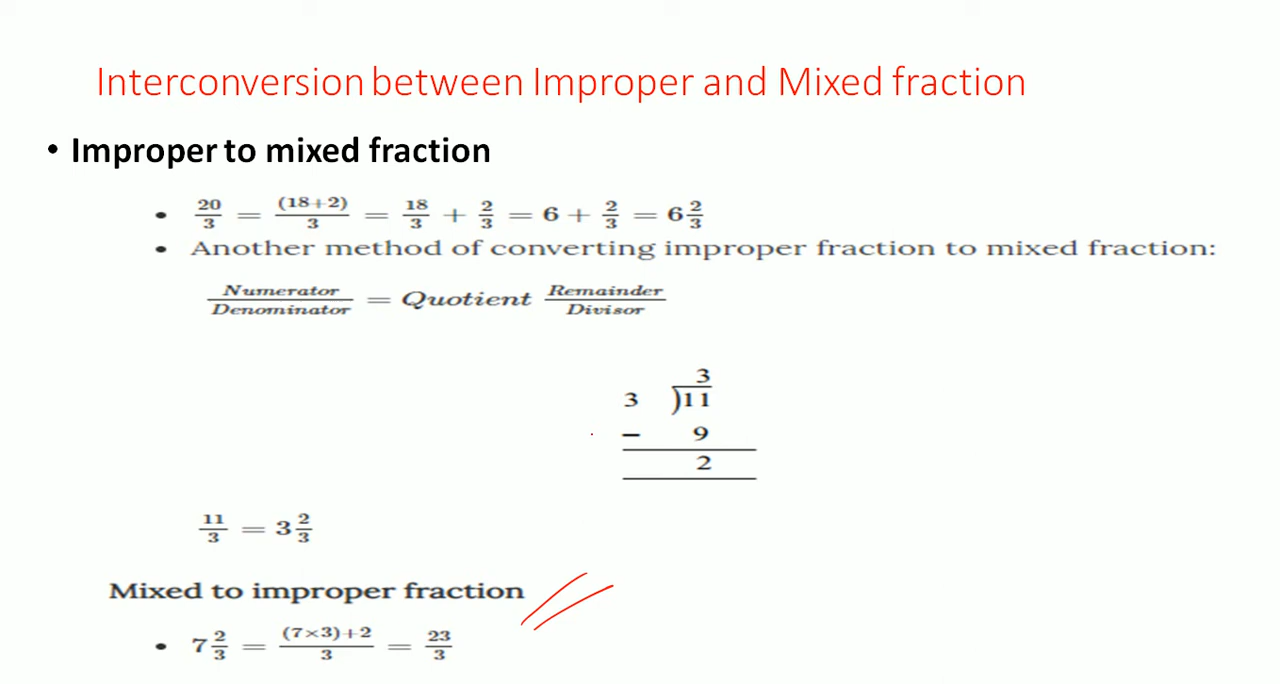 Interconversion between Improper and Mixed fraction
• Improper to mixed fraction
• 20/3 = (18+2)/3 = 18/3 + 2/3 = 6 + 2/3 = 6 2/3
• Another method of converting improper fraction to mixed fraction:
Numerator/Denominator = Quotient Remainder/Divisor
3
3 )11
− 9
2
11/3 = 3 2/3
Mixed to improper fraction
• 7 2/3 = (7×3)+2/3 = 23/3